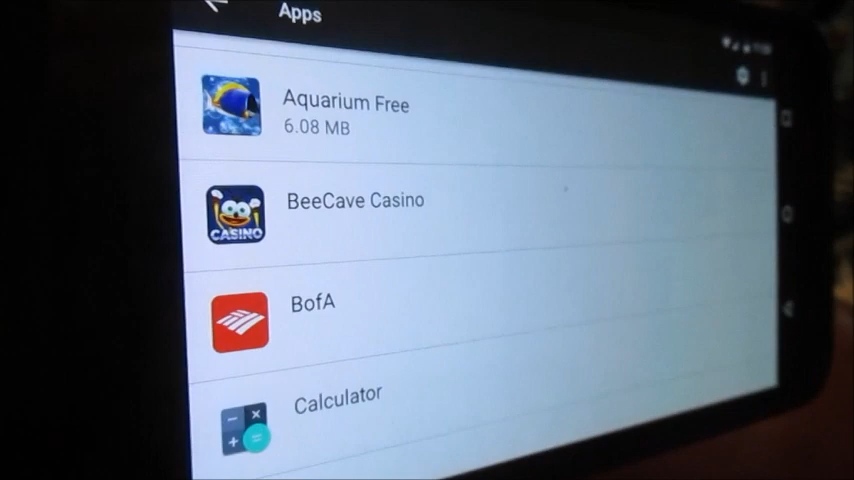 Apps
Aquarium Free
6.08 MB
BeeCave Casino
CASINO
BofA
Calculator